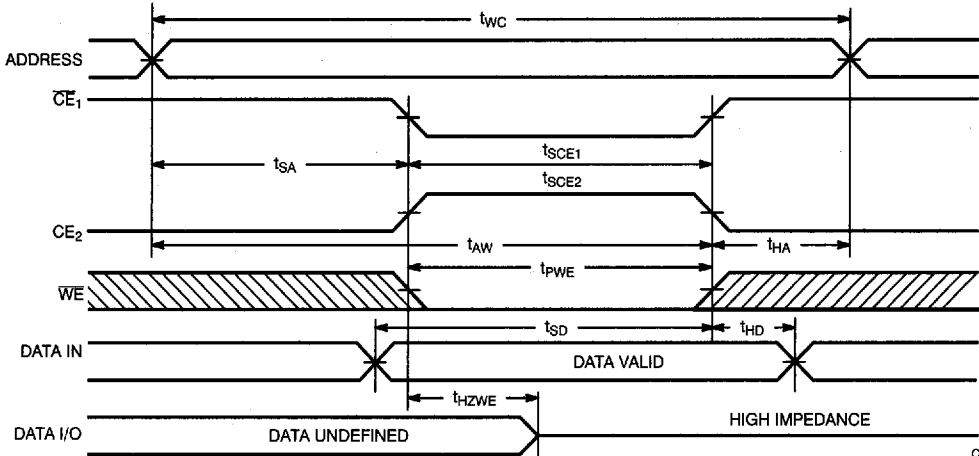 tWC
ADDRESS
CE1
tSA
tSCE1
tSCE2
CE2
tAW
tHA
tPWE
WE
tSD
tHD
DATA IN
DATA VALID
tHZWE
DATA I/O
DATA UNDEFINED
HIGH IMPEDANCE